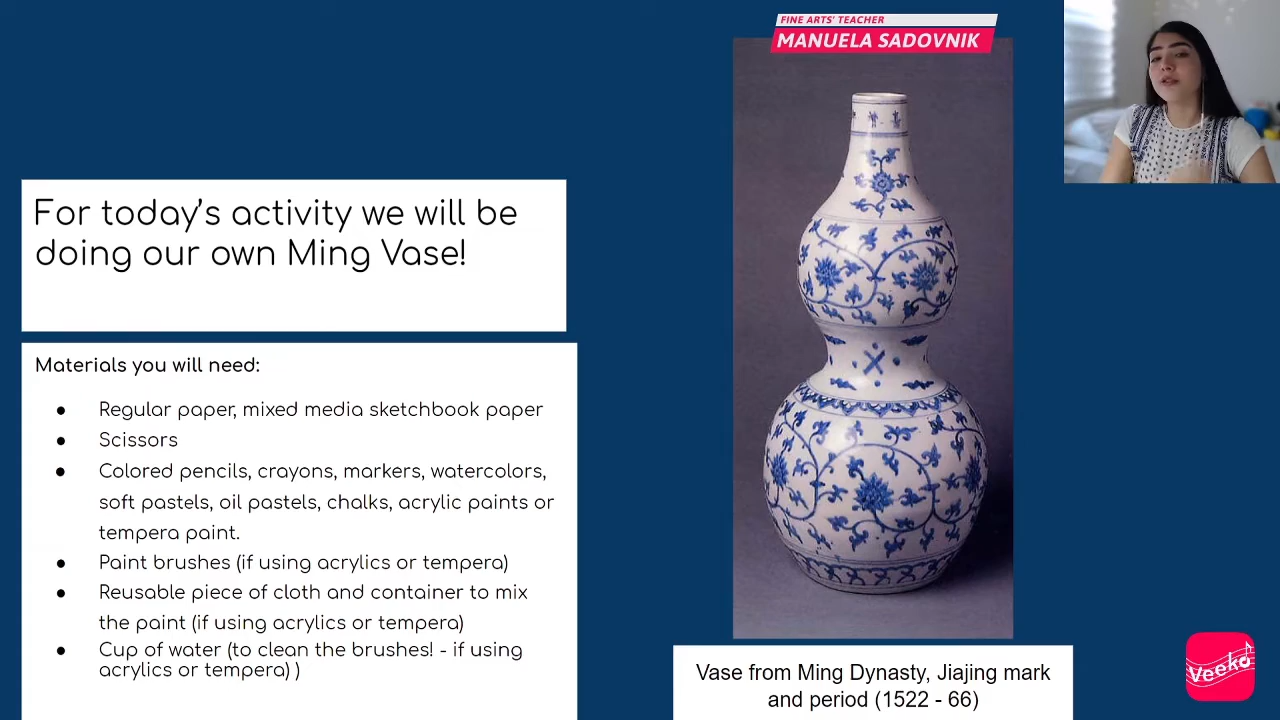 FINE ARTS' TEACHER
MANUELA SADOVNIK
For today's activity we will be
doing our own Ming Vase!
Materials you will need:
● Regular paper, mixed media sketchbook paper
● Scissors
● Colored pencils, crayons, markers, watercolors,
soft pastels, oil pastels, chalks, acrylic paints or
tempera paint.
● Paint brushes (if using acrylics or tempera)
● Reusable piece of cloth and container to mix
the paint (if using acrylics or tempera)
● Cup of water (to clean the brushes! - if using
acrylics or tempera) )
Vase from Ming Dynasty, Jiajing mark
and period (1522 - 66)
Veeko